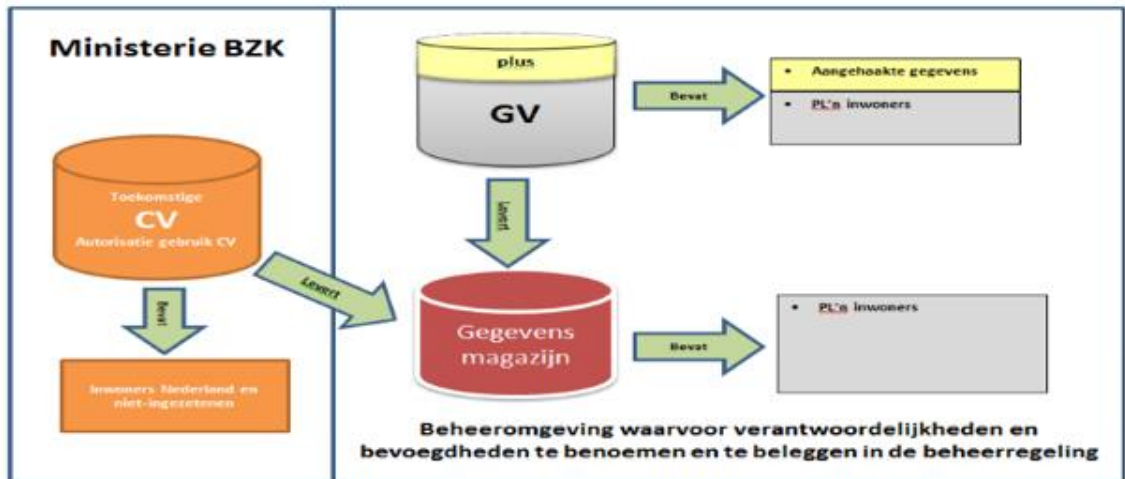 Ministerie BZK
Toekomstige
CV
Autorisatie gebruik CV
Bevat
Inwoners Nederland en
niet-ingezetenen
Levert
plus
GV
Bevat
• Aangehaakte gegevens
• PL'n inwoners
Levert
Gegevens
magazijn
Bevat
• PL'n inwoners
Beheeromgeving waarvoor verantwoordelijkheden en
bevoegdheden te benoemen en te beleggen in de beheerregeling